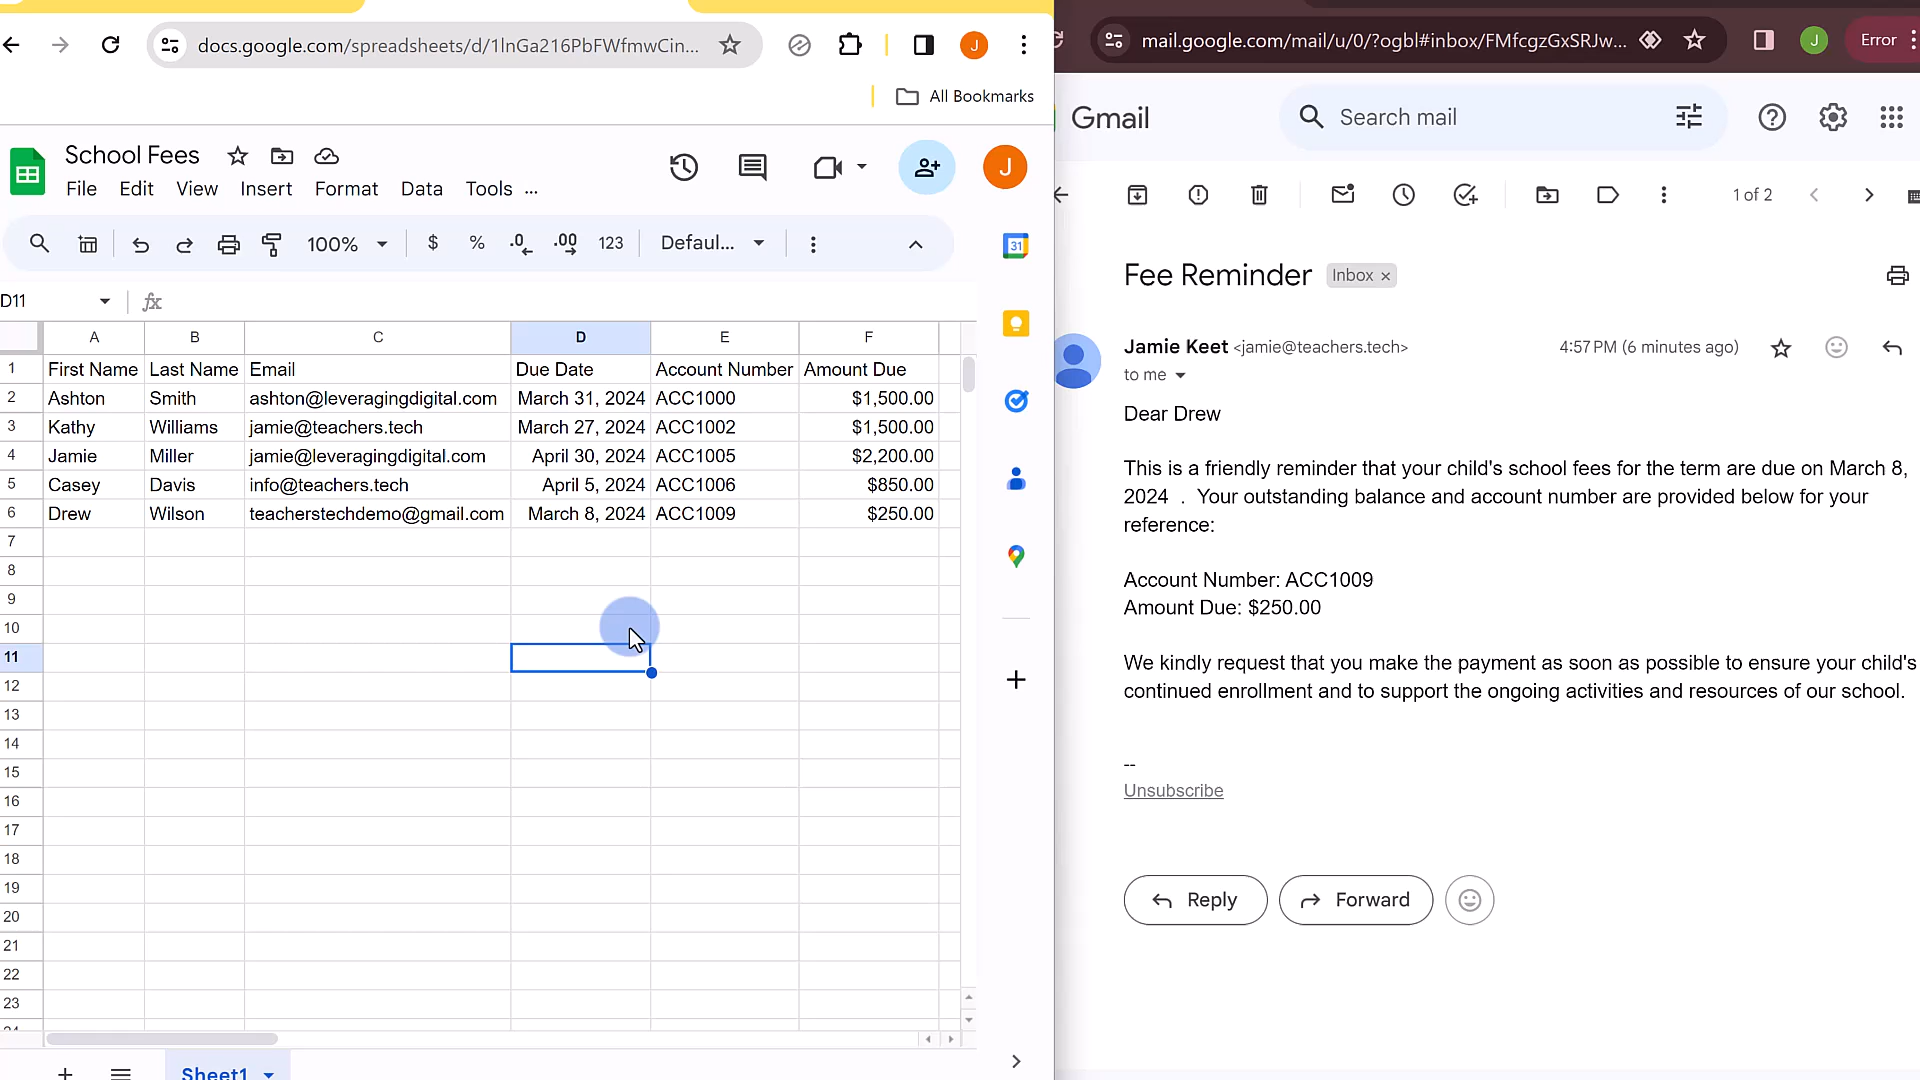 docs.google.com/spreadsheets/d/1lnGa216PbFWfmwCin...
J
All Bookmarks
School Fees
File Edit View Insert Format Data Tools ...
J
100% $ % .0 .00 123 Defaul...
31
D11
fx
A B C D E F
1 First Name Last Name Email Due Date Account Number Amount Due
2 Ashton Smith ashton@leveragingdigital.com March 31, 2024 ACC1000 $1,500.00
3 Kathy Williams jamie@teachers.tech March 27, 2024 ACC1002 $1,500.00
4 Jamie Miller jamie@leveragingdigital.com April 30, 2024 ACC1005 $2,200.00
5 Casey Davis info@teachers.tech April 5, 2024 ACC1006 $850.00
6 Drew Wilson teacherstechdemo@gmail.com March 8, 2024 ACC1009 $250.00
7
8
9
10
11
12
13
14
15
16
17
18
19
20
21
22
23
24
Sheet1
mail.google.com/mail/u/0/?ogbl#inbox/FMfcgzGxSRJw...
J
Error
Gmail
Search mail
1 of 2
Fee Reminder Inbox ×
Jamie Keet <jamie@teachers.tech> 4:57 PM (6 minutes ago)
to me
Dear Drew
This is a friendly reminder that your child's school fees for the term are due on March 8,
2024 . Your outstanding balance and account number are provided below for your
reference:
Account Number: ACC1009
Amount Due: $250.00
We kindly request that you make the payment as soon as possible to ensure your child's
continued enrollment and to support the ongoing activities and resources of our school.
--
Unsubscribe
Reply
Forward